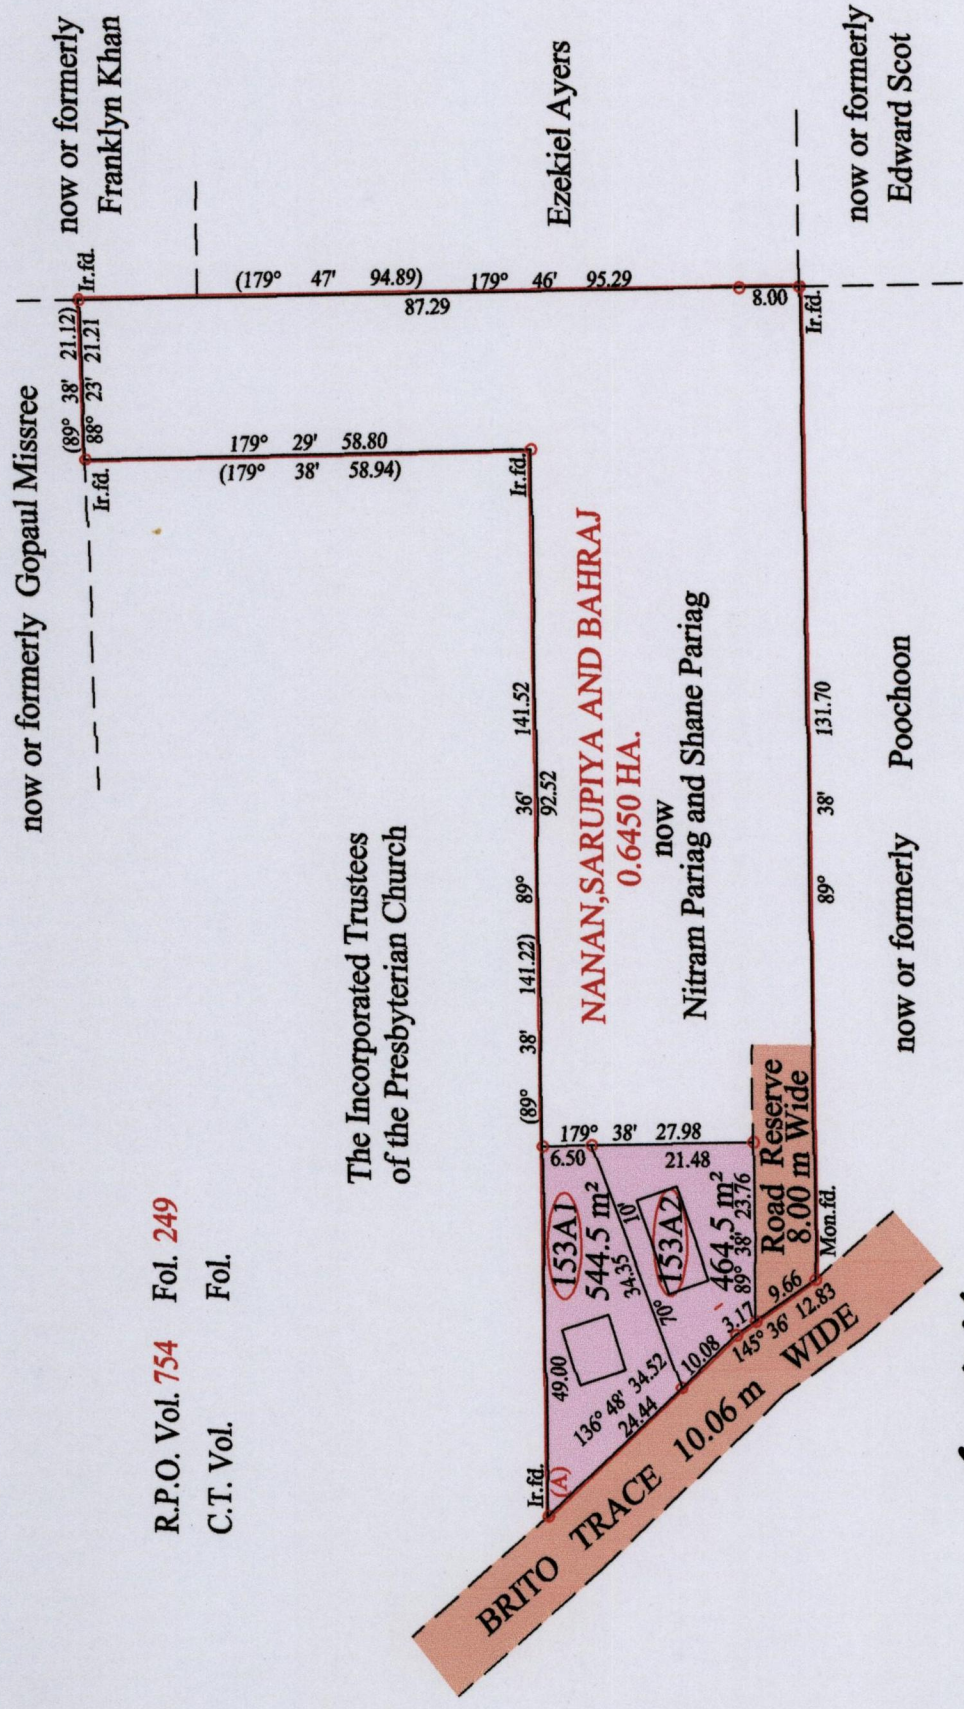 now or formerly Gopaul Missree
now or formerly
Franklyn Khan
Ezekiel Ayers
now or formerly
Edward Scot
R.P.O. Vol. 754 Fol. 249
C.T. Vol. Fol.
The Incorporated Trustees
of the Presbyterian Church
(89° 38' 21.12)
88° 23' 21.21
Ir.fd.
Ir.fd.
(179° 47' 94.89) 179° 46' 95.29
87.29
8.00
Ir.fd.
179° 29' 58.80
(179° 38' 58.94)
Ir.fd.
(89° 38' 141.22) 89° 36' 141.52
92.52
NANAN,SARUPIYA AND BAHRAJ
0.6450 HA.
now
Nitram Pariag and Shane Pariag
179° 38' 27.98
6.50 21.48
Ir.fd.
(A)
49.00
153A1
544.5 m²
34.35
70° 10'
153A2
464.5 m²
89° 38' 23.76
136° 48' 34.52
24.44
10.08
3.17
9.66
145° 36' 12.83
Road Reserve
8.00 m Wide
Mon.fd.
BRITO TRACE 10.06 m WIDE
89° 38' 131.70
now or formerly Poochoon